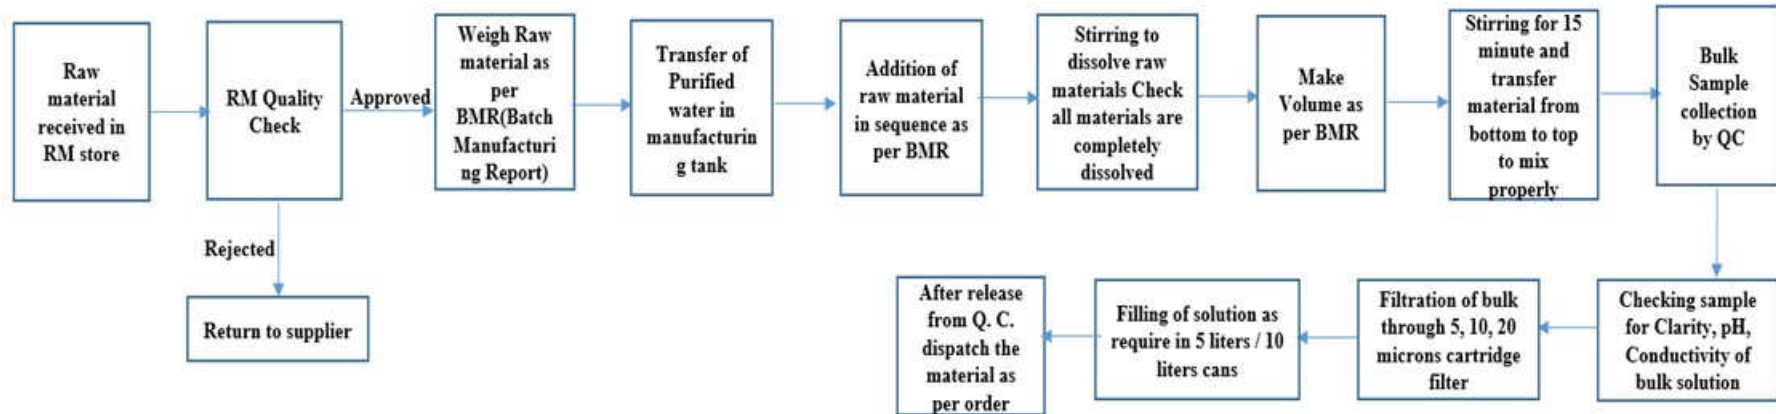 Raw
material
received in
RM store
RM Quality
Check
Approved
Rejected
Return to supplier
Weigh Raw
material as
per
BMR(Batch
Manufacturi
ng Report)
Transfer of
Purified
water in
manufacturin
g tank
Addition of
raw material
in sequence as
per BMR
Stirring to
dissolve raw
materials Check
all materials are
completely
dissolved
Make
Volume as
per BMR
Stirring for 15
minute and
transfer
material from
bottom to top
to mix
properly
Bulk
Sample
collection
by QC
Checking sample
for Clarity, pH,
Conductivity of
bulk solution
Filtration of bulk
through 5, 10, 20
microns cartridge
filter
Filling of solution as
require in 5 liters / 10
liters cans
After release
from Q. C.
dispatch the
material as
per order